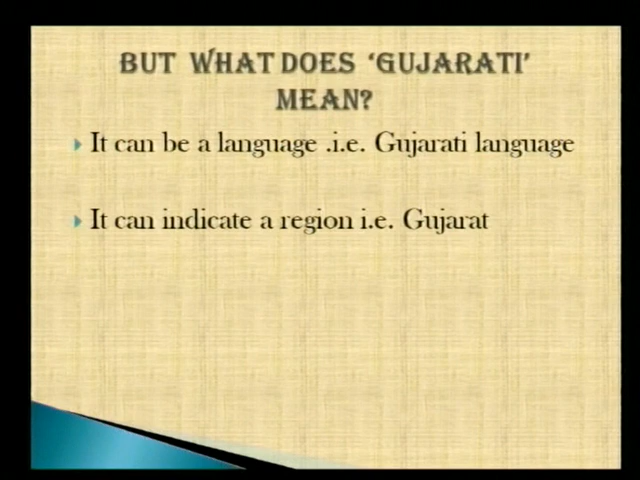 BUT WHAT DOES ‘GUJARATI’
MEAN?
It can be a language .i.e. Gujarati language
It can indicate a region i.e. Gujarat